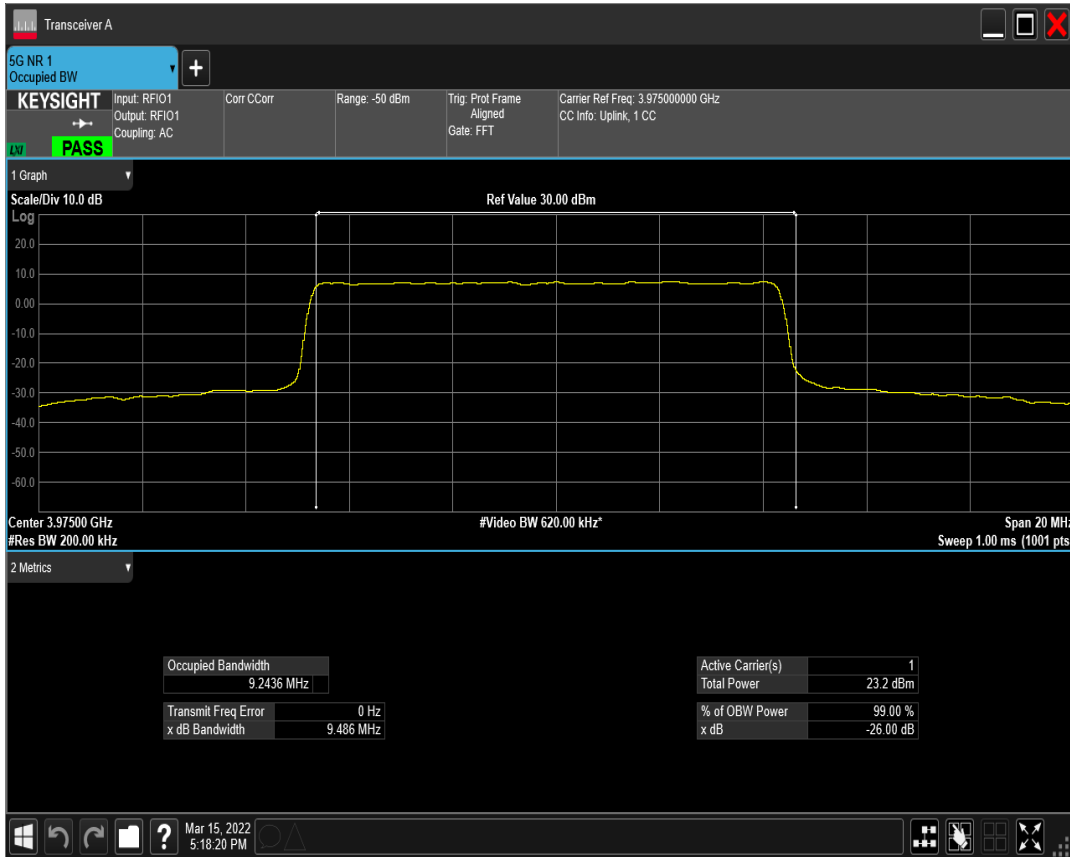 Transceiver A
5G NR 1
Occupied BW
KEYSIGHT
LXI
PASS
Input: RFIO1
Output: RFIO1
Coupling: AC
Corr CCorr
Range: -50 dBm
Trig: Prot Frame
Aligned
Gate: FFT
Carrier Ref Freq: 3.975000000 GHz
CC Info: Uplink, 1 CC
1 Graph
Scale/Div 10.0 dB
Ref Value 30.00 dBm
Log
20.0
10.0
0.00
-10.0
-20.0
-30.0
-40.0
-50.0
-60.0
Center 3.97500 GHz
#Video BW 620.00 kHz*
Span 20 MHz
#Res BW 200.00 kHz
Sweep 1.00 ms (1001 pts
2 Metrics
Occupied Bandwidth
9.2436 MHz
Transmit Freq Error 0 Hz
x dB Bandwidth 9.486 MHz
Active Carrier(s) 1
Total Power 23.2 dBm
% of OBW Power 99.00 %
x dB -26.00 dB
?
Mar 15, 2022
5:18:20 PM